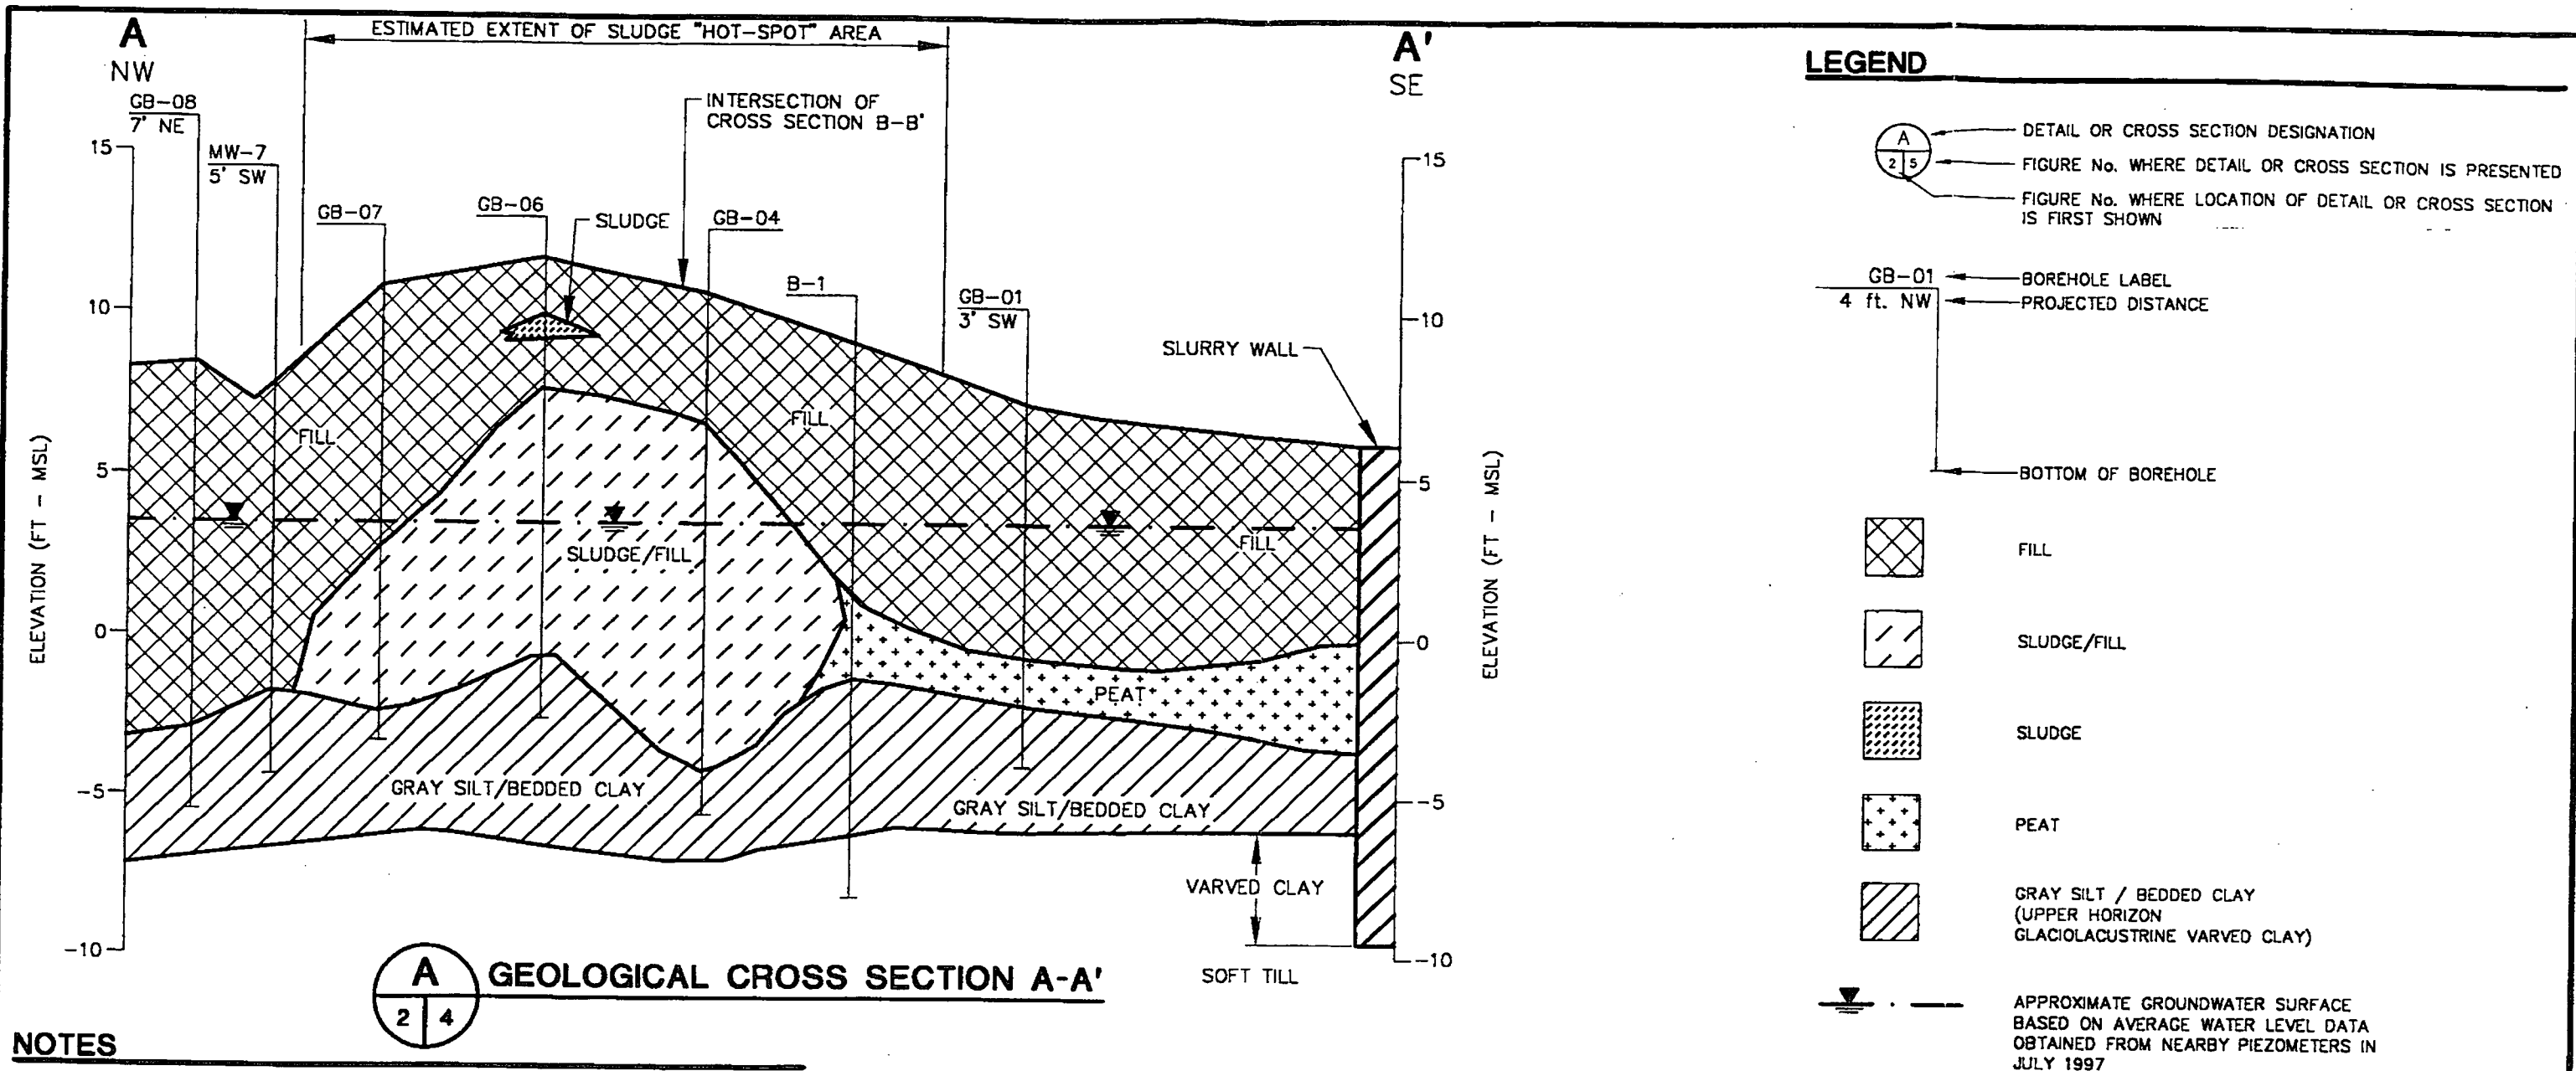 A
NW
ESTIMATED EXTENT OF SLUDGE "HOT-SPOT" AREA
A'
SE
GB-08
7' NE
MW-7
5' SW
GB-07
GB-06
SLUDGE
INTERSECTION OF
CROSS SECTION B-B'
GB-04
B-1
GB-01
3' SW
SLURRY WALL
15
10
5
0
-5
-10
ELEVATION (FT - MSL)
15
10
5
0
-5
-10
ELEVATION (FT - MSL)
FILL
FILL
FILL
SLUDGE/FILL
PEAT
GRAY SILT/BEDDED CLAY
GRAY SILT/BEDDED CLAY
VARVED CLAY
SOFT TILL
A
2 4
GEOLOGICAL CROSS SECTION A-A'
NOTES
LEGEND
A
2 5
DETAIL OR CROSS SECTION DESIGNATION
FIGURE No. WHERE DETAIL OR CROSS SECTION IS PRESENTED
FIGURE No. WHERE LOCATION OF DETAIL OR CROSS SECTION
IS FIRST SHOWN
GB-01
4 ft. NW
BOREHOLE LABEL
PROJECTED DISTANCE
BOTTOM OF BOREHOLE
FILL
SLUDGE/FILL
SLUDGE
PEAT
GRAY SILT / BEDDED CLAY
(UPPER HORIZON
GLACIOLACUSTRINE VARVED CLAY)
APPROXIMATE GROUNDWATER SURFACE
BASED ON AVERAGE WATER LEVEL DATA
OBTAINED FROM NEARBY PIEZOMETERS IN
JULY 1997